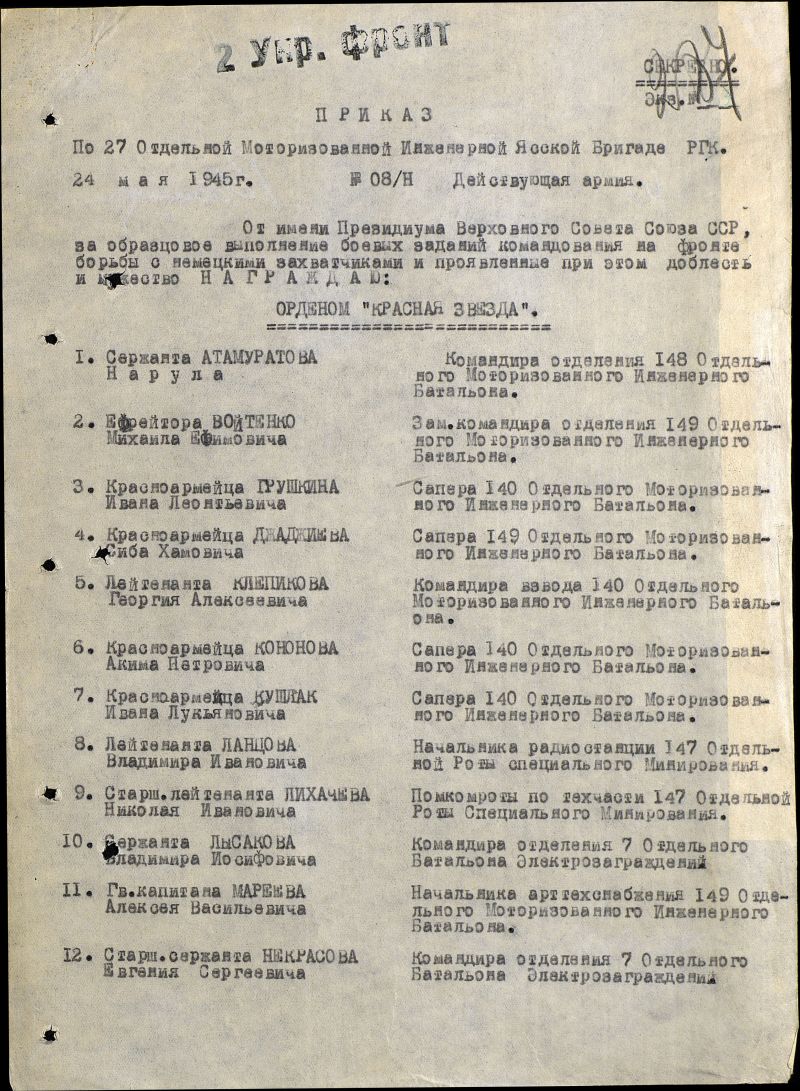 2 Укр. фронт
СЕКРЕТНО.
Экз.№
ПРИКАЗ
По 27 Отдельной Моторизованной Инженерной Ясской Бригаде РГК.
24 мая 1945г. № 08/Н Действующая армия.
От имени Президиума Верховного Совета Союза ССР,
за образцовое выполнение боевых заданий командования на фронте
борьбы с немецкими захватчиками и проявленные при этом доблесть
и мужество НАГРАЖДАЮ:
ОРДЕНОМ "КРАСНАЯ ЗВЕЗДА".
1. Сержанта АТАМУРАТОВА
Нарула
Командира отделения 148 Отдель-
ного Моторизованного Инженерного
Батальона.
2. Ефрейтора ВОЙТЕНКО
Михаила Ефимовича
Зам.командира отделения 149 Отдель-
ного Моторизованного Инженерного
Батальона.
3. Красноармейца ГРУШКИНА
Ивана Леонтьевича
Сапера 140 Отдельного Моторизован-
ного Инженерного Батальона.
4. Красноармейца ДЖАДЖИЕВА
Сиба Хамовича
Сапера 149 Отдельного Моторизован-
ного Инженерного Батальона.
5. Лейтенанта КЛЕПИКОВА
Георгия Алексеевича
Командира взвода 140 Отдельного
Моторизованного Инженерного Баталь-
она.
6. Красноармейца КОНОНОВА
Акима Петровича
Сапера 140 Отдельного Моторизован-
ного Инженерного Батальона.
7. Красноармейца КУШЛАК
Ивана Лукьяновича
Сапера 140 Отдельного Моторизован-
ного Инженерного Батальона.
8. Лейтенанта ЛАНЦОВА
Владимира Ивановича
Начальника радиостанции 147 Отдель-
ной Роты специального Минирования.
9. Старш.лейтенанта ЛИХАЧЕВА
Николая Ивановича
Помкомроты по техчасти 147 Отдельной
Роты Специального Минирования.
10. Сержанта ЛЫСАКОВА
Владимира Иосифовича
Командира отделения 7 Отдельного
Батальона Электрозаграждений
11. Гв.капитана МАРЕЕВА
Алексея Васильевича
Начальника арттехснабжения 149 Отде-
льного Моторизованного Инженерного
Батальона.
12. Старш.сержанта НЕКРАСОВА
Евгения Сергеевича
Командира отделения 7 Отдельного
Батальона Электрозаграждений